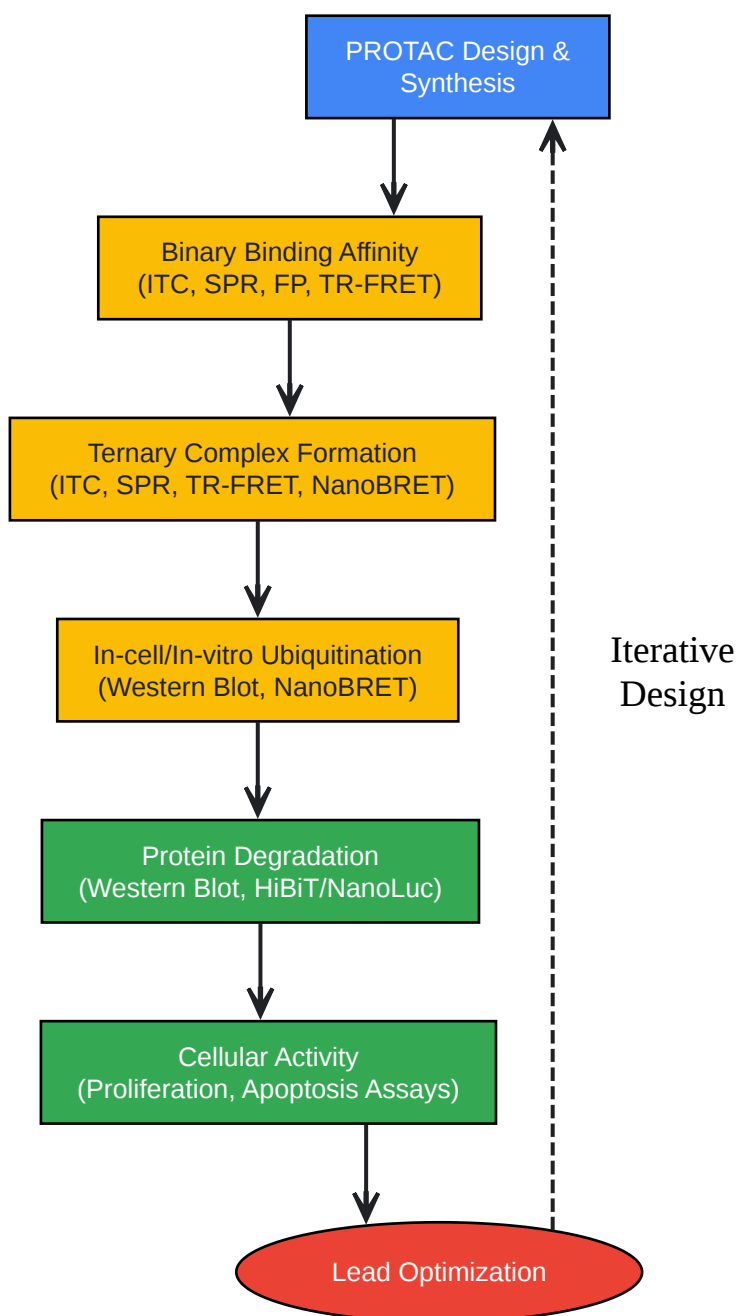 PROTAC Design &
Synthesis
Binary Binding Affinity
(ITC, SPR, FP, TR-FRET)
Ternary Complex Formation
(ITC, SPR, TR-FRET, NanoBRET)
In-cell/In-vitro Ubiquitination
(Western Blot, NanoBRET)
Iterative
Design
Protein Degradation
(Western Blot, HiBiT/NanoLuc)
Cellular Activity
(Proliferation, Apoptosis Assays)
Lead Optimization